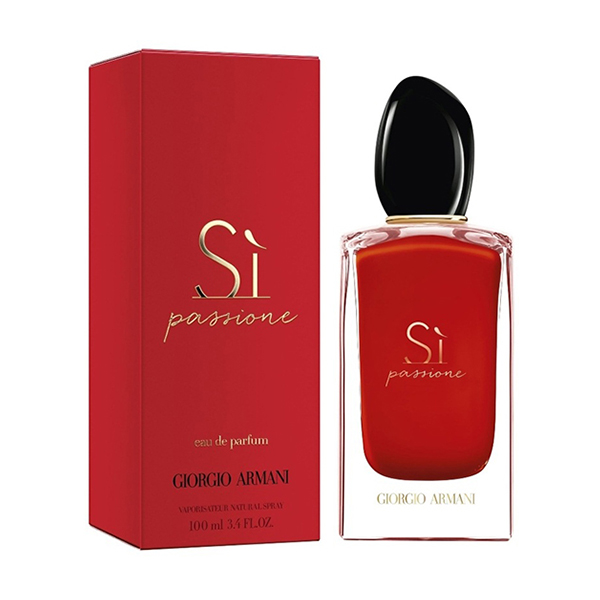 Sì
passione
eau de parfum
GIORGIO ARMANI
VAPORISATEUR NATURAL SPRAY
100 ml 3.4 FL.OZ.
Sì
passione
GIORGIO ARMANI